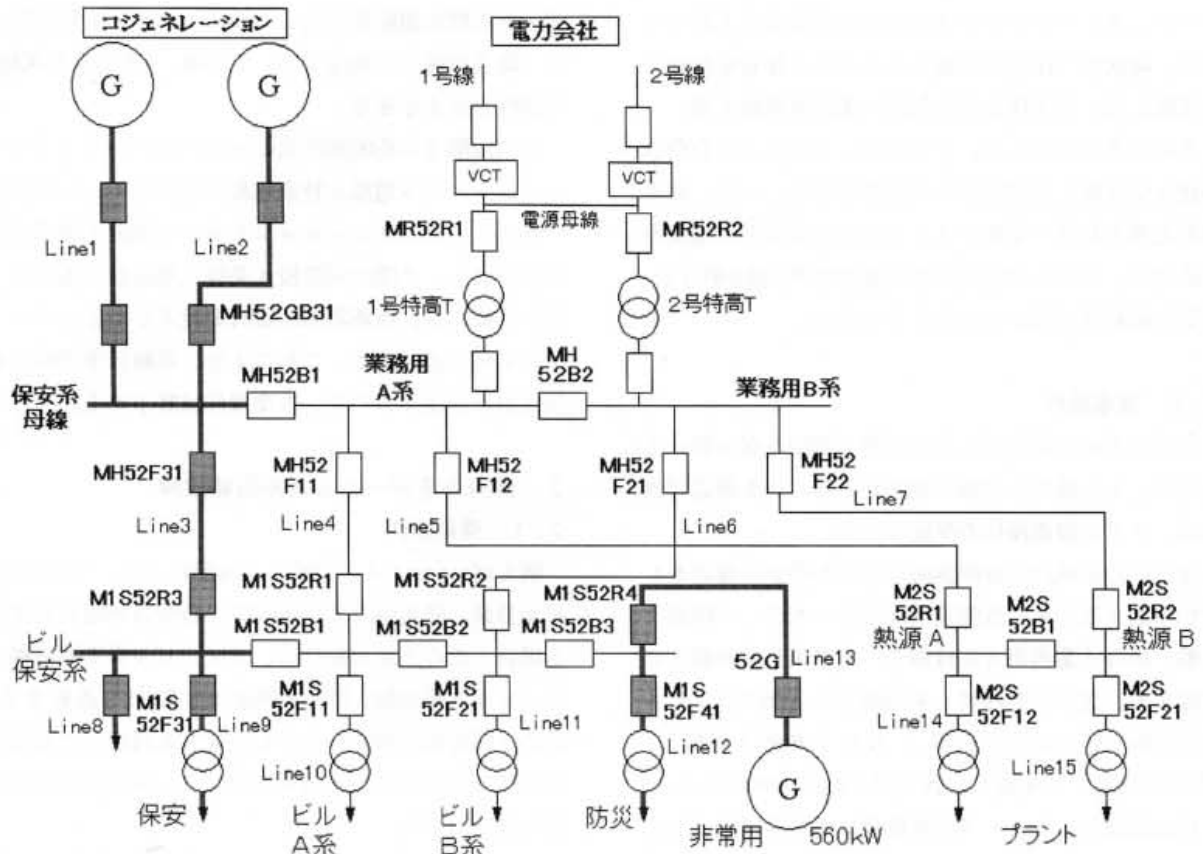 コジェネレーション
電力会社
G
G
1号線
2号線
VCT
VCT
電源母線
MR52R1
MR52R2
Line1
Line2
1号特高T
2号特高T
MH52GB31
MH52B1
業務用
A系
MH
52B2
業務用B系
保安系
母線
MH52F31
MH52
F11
MH52
F12
MH52
F21
MH52
F22
Line7
Line3
Line4
Line5
Line6
M1S52R3
M1S52R1
M1S52R2
M1S52R4
M2S
52R1
M2S
52R2
M2S
52B1
M1S52B1
M1S52B2
M1S52B3
熱源A
熱源B
ビル
保安系
52G
Line13
M1S
52F31
M1S
52F11
M1S
52F21
M1S
52F41
M2S
52F12
M2S
52F21
Line8
Line9
Line10
Line11
Line12
Line14
Line15
G
保安
ビル
A系
ビル
B系
防災
非常用
560kW
プラント